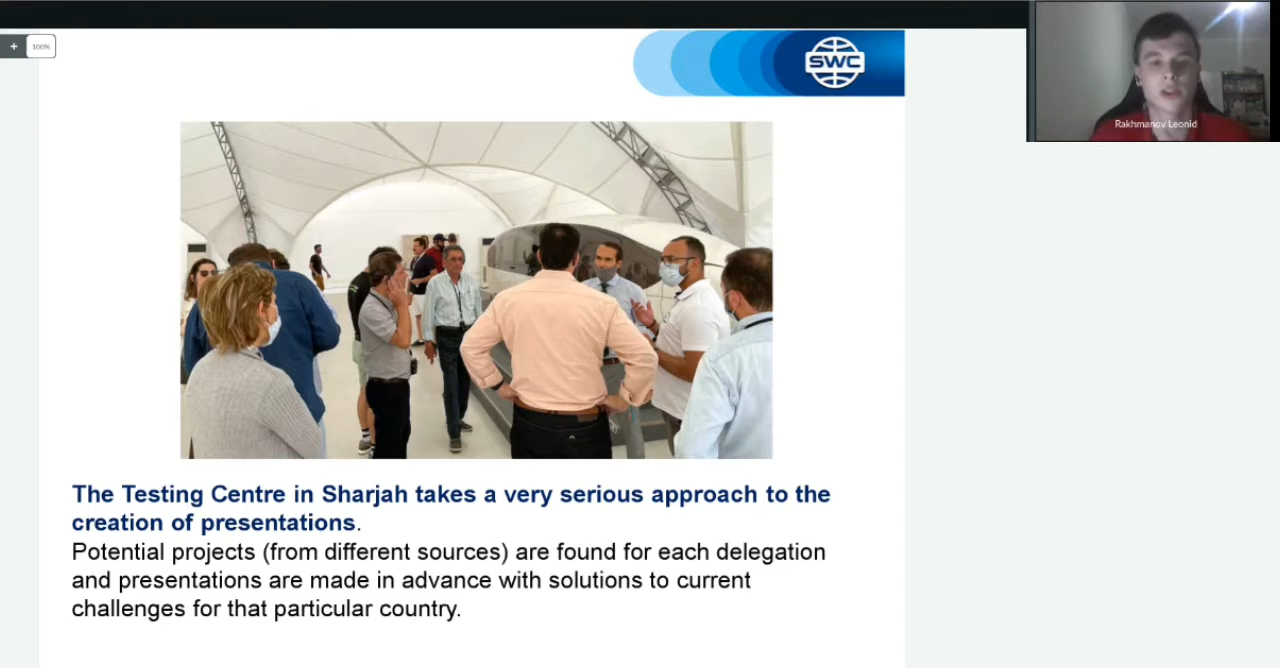 + 100%
SWC
Rakhmanov Leonid
The Testing Centre in Sharjah takes a very serious approach to the
creation of presentations.
Potential projects (from different sources) are found for each delegation
and presentations are made in advance with solutions to current
challenges for that particular country.